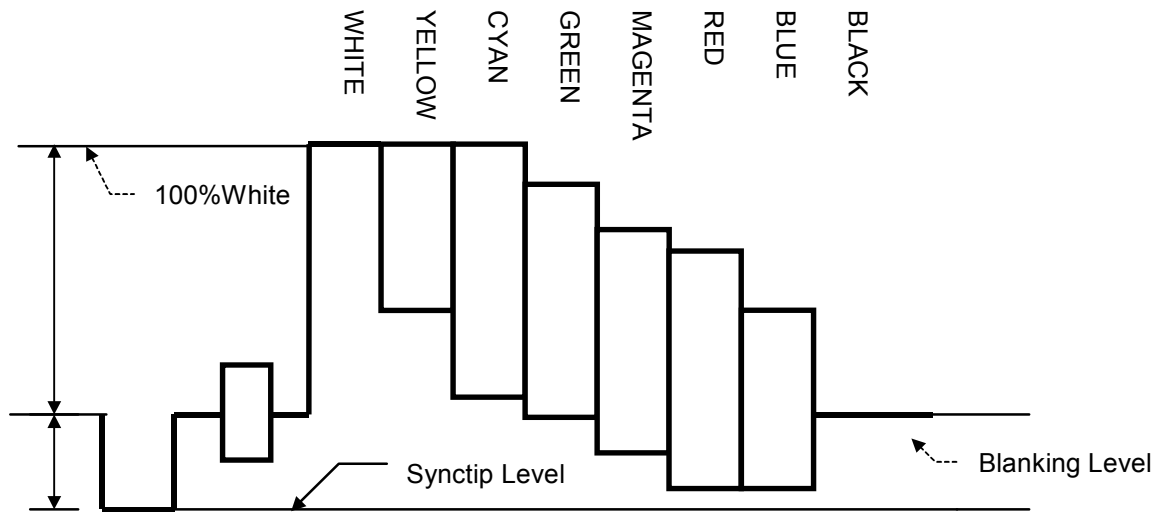 WHITE
YELLOW
CYAN
GREEN
MAGENTA
RED
BLUE
BLACK
100%White
Synctip Level
Blanking Level